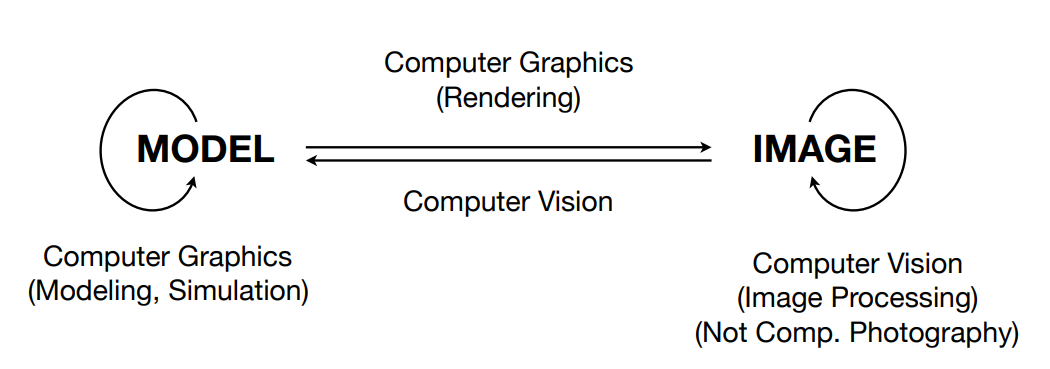 Computer Graphics
(Rendering)
MODEL
IMAGE
Computer Vision
Computer Graphics
(Modeling, Simulation)
Computer Vision
(Image Processing)
(Not Comp. Photography)